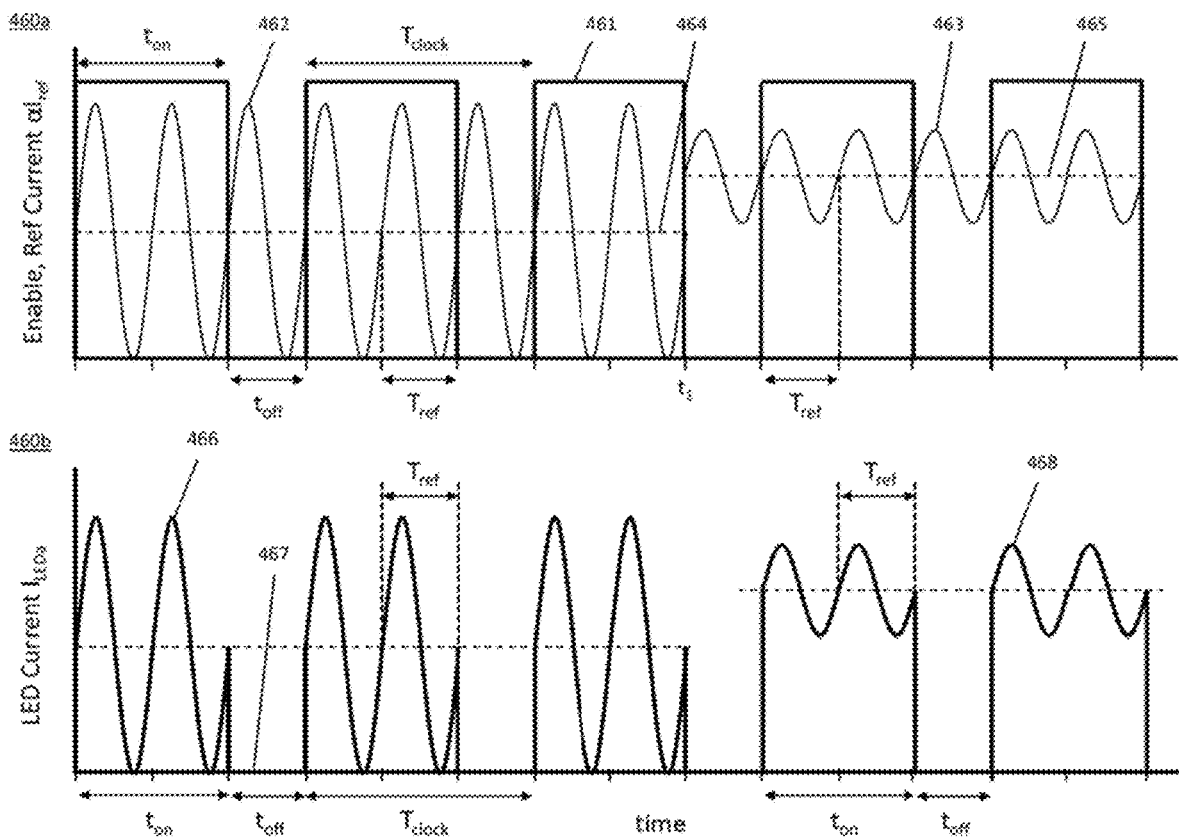 460a
t_on
462
T_clock
461
464
463
465
Enable, Ref Current αI_ref
t_off
T_ref
t_s
T_ref
460b
466
T_ref
467
T_ref
468
LED Current I_LEDs
t_on
t_off
T_clock
time
t_on
t_off